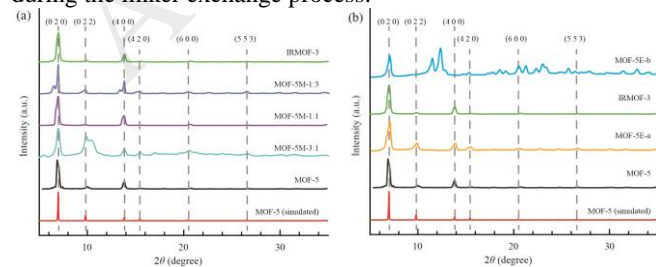 during the linker exchange process.
(a)
(0 2 0) (0 2 2) (4 0 0)
(4 2 0) (6 0 0) (5 5 3)
IRMOF-3
MOF-5M-1:3
MOF-5M-1:1
MOF-5M-3:1
MOF-5
MOF-5 (simulated)
Intensity (a.u.)
10 20 30
2θ (degree)
(b)
(0 2 0) (0 2 2) (4 0 0)
(4 2 0) (6 0 0) (5 5 3)
MOF-5E-b
IRMOF-3
MOF-5E-a
MOF-5
MOF-5 (simulated)
Intensity (a.u.)
10 20 30
2θ (degree)